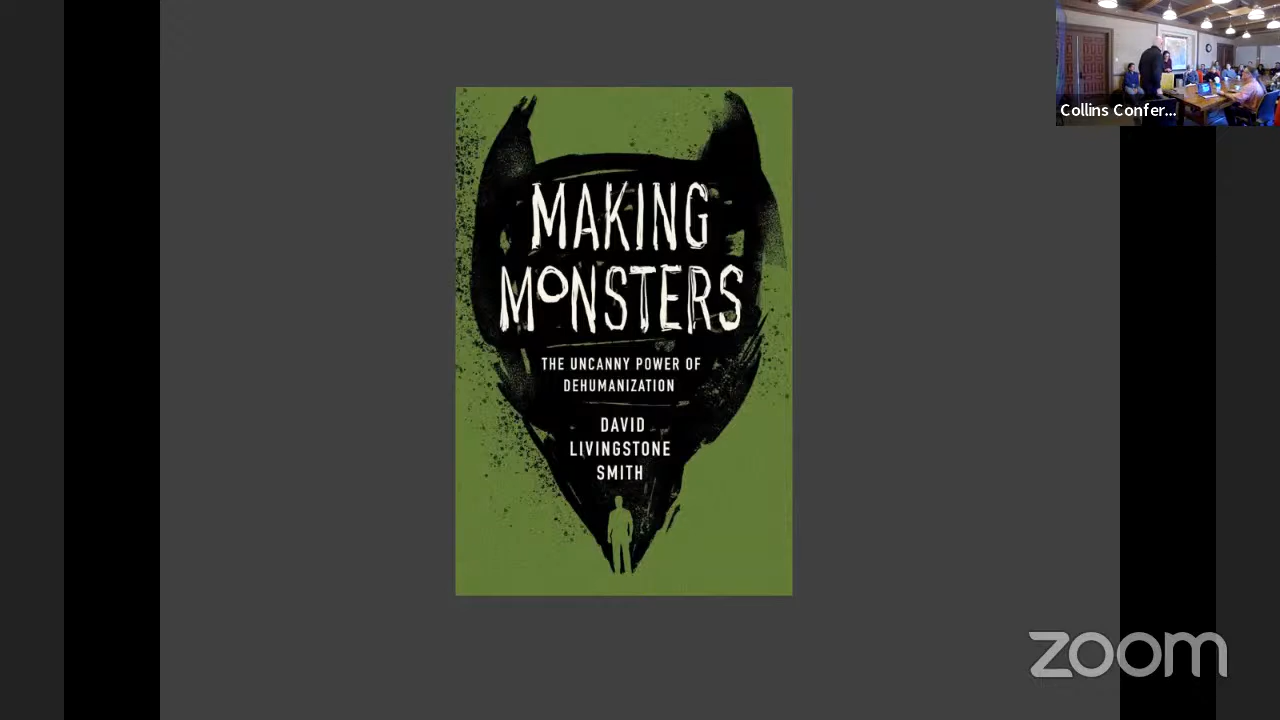 Collins Confer...
MAKING
MONSTERS
THE UNCANNY POWER OF
DEHUMANIZATION
DAVID
LIVINGSTONE
SMITH
zoom